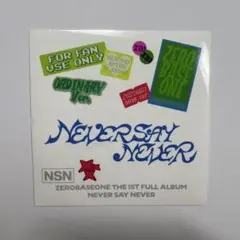 FOR FAN
USE ONLY
ORDINARY
Ver.
ZERO
BASE
ONE
NEVER SAY
NEVER
NSN
ZEROBASEONE THE 1ST FULL ALBUM
NEVER SAY NEVER